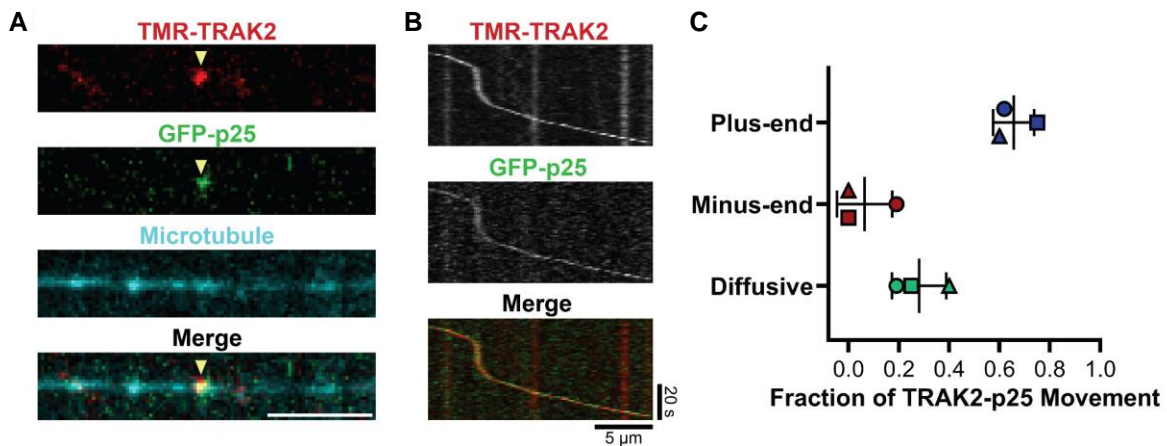 A
TMR-TRAK2
GFP-p25
Microtubule
Merge
B
TMR-TRAK2
GFP-p25
Merge
20 s
5 µm
C
Plus-end
Minus-end
Diffusive
0.0 0.2 0.4 0.6 0.8 1.0
Fraction of TRAK2-p25 Movement